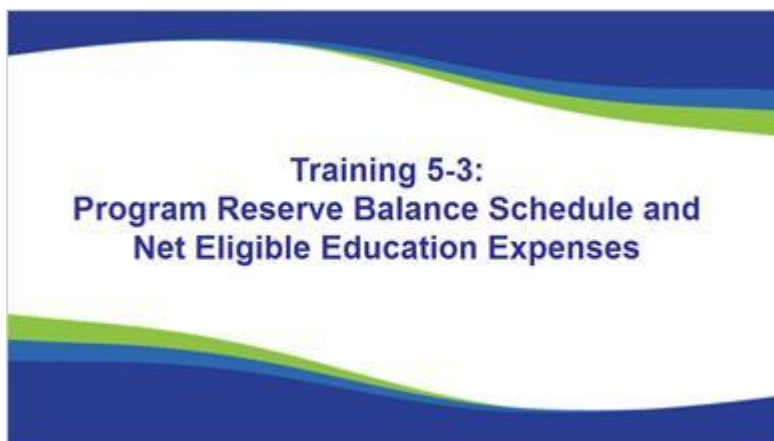 Training 5-3:
Program Reserve Balance Schedule and
Net Eligible Education Expenses